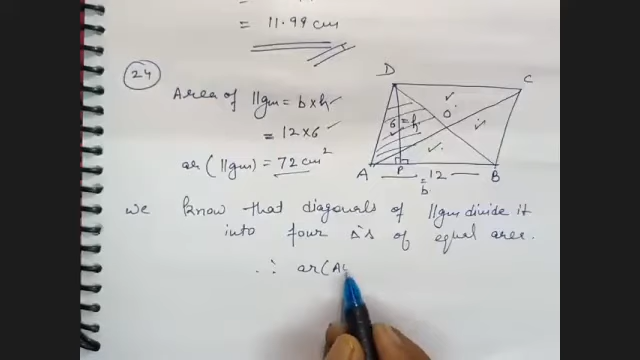 = 11.99 cm
24
Area of ||gm = b x h
= 12 x 6
ar (||gm) = 72 cm²
D
C
6 = h
O
A
P
12
B
= b
we know that diagonals of ||gm divide it
into four Δ's of equal area.
∴ ar(A